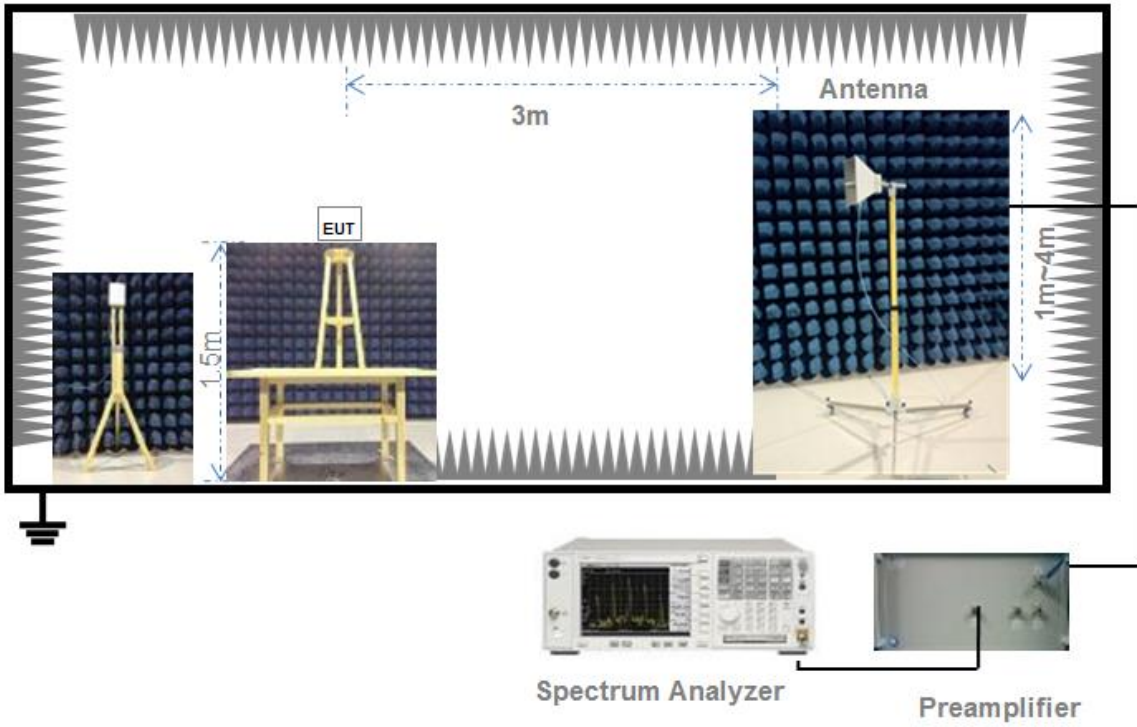 Antenna
3m
EUT
1.5m
1m~4m
Spectrum Analyzer
Preamplifier